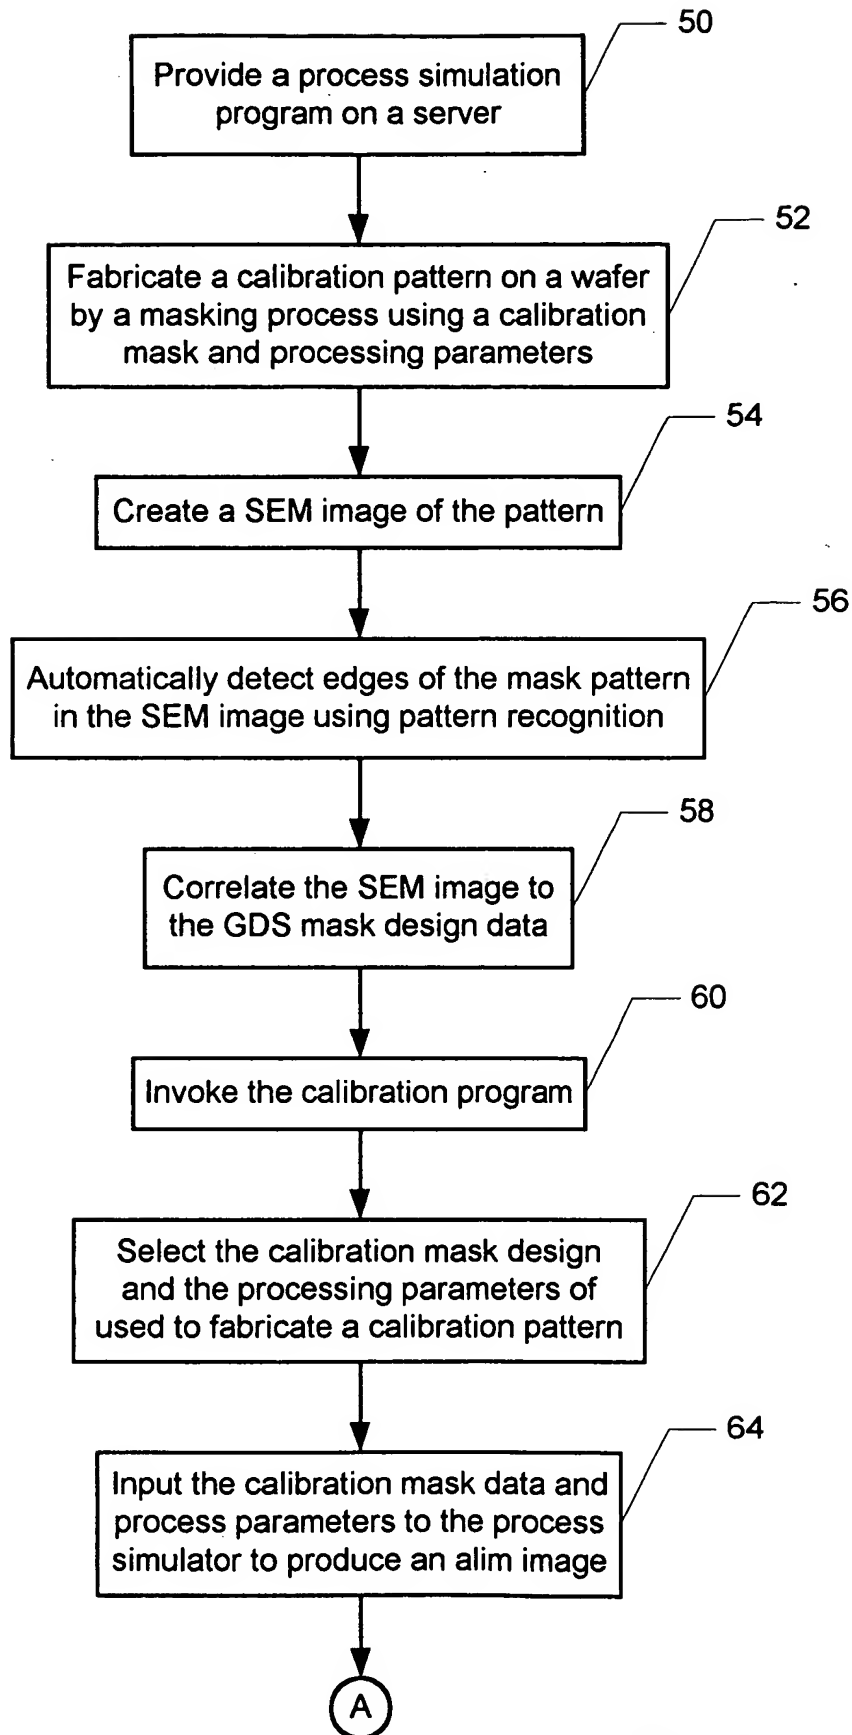 50
Provide a process simulation
program on a server
52
Fabricate a calibration pattern on a wafer
by a masking process using a calibration
mask and processing parameters
54
Create a SEM image of the pattern
56
Automatically detect edges of the mask pattern
in the SEM image using pattern recognition
58
Correlate the SEM image to
the GDS mask design data
60
Invoke the calibration program
62
Select the calibration mask design
and the processing parameters of
used to fabricate a calibration pattern
64
Input the calibration mask data and
process parameters to the process
simulator to produce an alim image
A